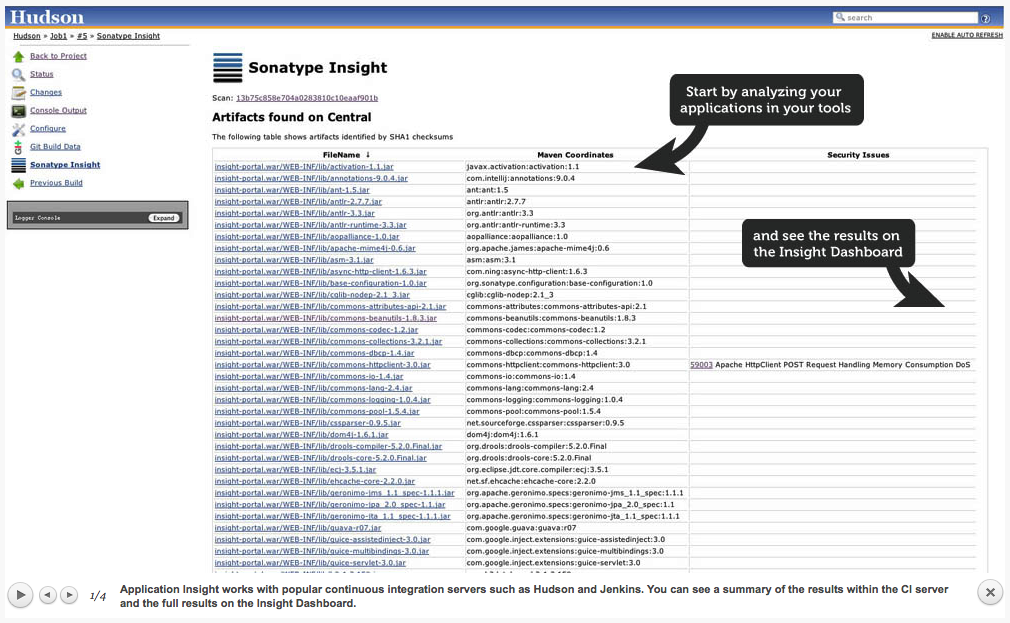 Hudson
search
Hudson » Job1 » #5 » Sonatype Insight
ENABLE AUTO REFRESH
Back to Project
Status
Changes
Console Output
Configure
Git Build Data
Sonatype Insight
Previous Build
Logger Console
Expand
Sonatype Insight
Scan: 13b75c858e704a0283810c10eaaf901b
Artifacts found on Central
The following table shows artifacts identified by SHA1 checksums
Start by analyzing your
applications in your tools
and see the results on
the Insight Dashboard
FileName ↓ Maven Coordinates Security Issues
insight-portal.war/WEB-INF/lib/activation-1.1.jar javax.activation:activation:1.1
insight-portal.war/WEB-INF/lib/annotations-9.0.4.jar com.intellij:annotations:9.0.4
insight-portal.war/WEB-INF/lib/ant-1.5.jar ant:ant:1.5
insight-portal.war/WEB-INF/lib/antlr-2.7.7.jar antlr:antlr:2.7.7
insight-portal.war/WEB-INF/lib/antlr-3.3.jar org.antlr:antlr:3.3
insight-portal.war/WEB-INF/lib/antlr-runtime-3.3.jar org.antlr:antlr-runtime:3.3
insight-portal.war/WEB-INF/lib/aopalliance-1.0.jar aopalliance:aopalliance:1.0
insight-portal.war/WEB-INF/lib/apache-mime4j-0.6.jar org.apache.james:apache-mime4j:0.6
insight-portal.war/WEB-INF/lib/asm-3.1.jar asm:asm:3.1
insight-portal.war/WEB-INF/lib/async-http-client-1.6.3.jar com.ning:async-http-client:1.6.3
insight-portal.war/WEB-INF/lib/base-configuration-1.0.jar org.sonatype.configuration:base-configuration:1.0
insight-portal.war/WEB-INF/lib/cglib-nodep-2.1_3.jar cglib:cglib-nodep:2.1_3
insight-portal.war/WEB-INF/lib/commons-attributes-api-2.1.jar commons-attributes:commons-attributes-api:2.1
insight-portal.war/WEB-INF/lib/commons-beanutils-1.8.3.jar commons-beanutils:commons-beanutils:1.8.3
insight-portal.war/WEB-INF/lib/commons-codec-1.2.jar commons-codec:commons-codec:1.2
insight-portal.war/WEB-INF/lib/commons-collections-3.2.1.jar commons-collections:commons-collections:3.2.1
insight-portal.war/WEB-INF/lib/commons-dbcp-1.4.jar commons-dbcp:commons-dbcp:1.4
insight-portal.war/WEB-INF/lib/commons-httpclient-3.0.jar commons-httpclient:commons-httpclient:3.0 59003 Apache HttpClient POST Request Handling Memory Consumption DoS
insight-portal.war/WEB-INF/lib/commons-io-1.4.jar commons-io:commons-io:1.4
insight-portal.war/WEB-INF/lib/commons-lang-2.4.jar commons-lang:commons-lang:2.4
insight-portal.war/WEB-INF/lib/commons-logging-1.0.4.jar commons-logging:commons-logging:1.0.4
insight-portal.war/WEB-INF/lib/commons-pool-1.5.4.jar commons-pool:commons-pool:1.5.4
insight-portal.war/WEB-INF/lib/cssparser-0.9.5.jar net.sourceforge.cssparser:cssparser:0.9.5
insight-portal.war/WEB-INF/lib/dom4j-1.6.1.jar dom4j:dom4j:1.6.1
insight-portal.war/WEB-INF/lib/drools-compiler-5.2.0.Final.jar org.drools:drools-compiler:5.2.0.Final
insight-portal.war/WEB-INF/lib/drools-core-5.2.0.Final.jar org.drools:drools-core:5.2.0.Final
insight-portal.war/WEB-INF/lib/ecj-3.5.1.jar org.eclipse.jdt.core.compiler:ecj:3.5.1
insight-portal.war/WEB-INF/lib/ehcache-core-2.2.0.jar net.sf.ehcache:ehcache-core:2.2.0
insight-portal.war/WEB-INF/lib/geronimo-jms_1.1_spec-1.1.1.jar org.apache.geronimo.specs:geronimo-jms_1.1_spec:1.1.1
insight-portal.war/WEB-INF/lib/geronimo-jpa_2.0_spec-1.1.jar org.apache.geronimo.specs:geronimo-jpa_2.0_spec:1.1
insight-portal.war/WEB-INF/lib/geronimo-jta_1.1_spec-1.1.1.jar org.apache.geronimo.specs:geronimo-jta_1.1_spec:1.1.1
insight-portal.war/WEB-INF/lib/guava-r07.jar com.google.guava:guava:r07
insight-portal.war/WEB-INF/lib/guice-assistedinject-3.0.jar com.google.inject.extensions:guice-assistedinject:3.0
insight-portal.war/WEB-INF/lib/guice-multibindings-3.0.jar com.google.inject.extensions:guice-multibindings:3.0
insight-portal.war/WEB-INF/lib/guice-servlet-3.0.jar com.google.inject.extensions:guice-servlet:3.0
1/4
Application Insight works with popular continuous integration servers such as Hudson and Jenkins. You can see a summary of the results within the CI server
and the full results on the Insight Dashboard.